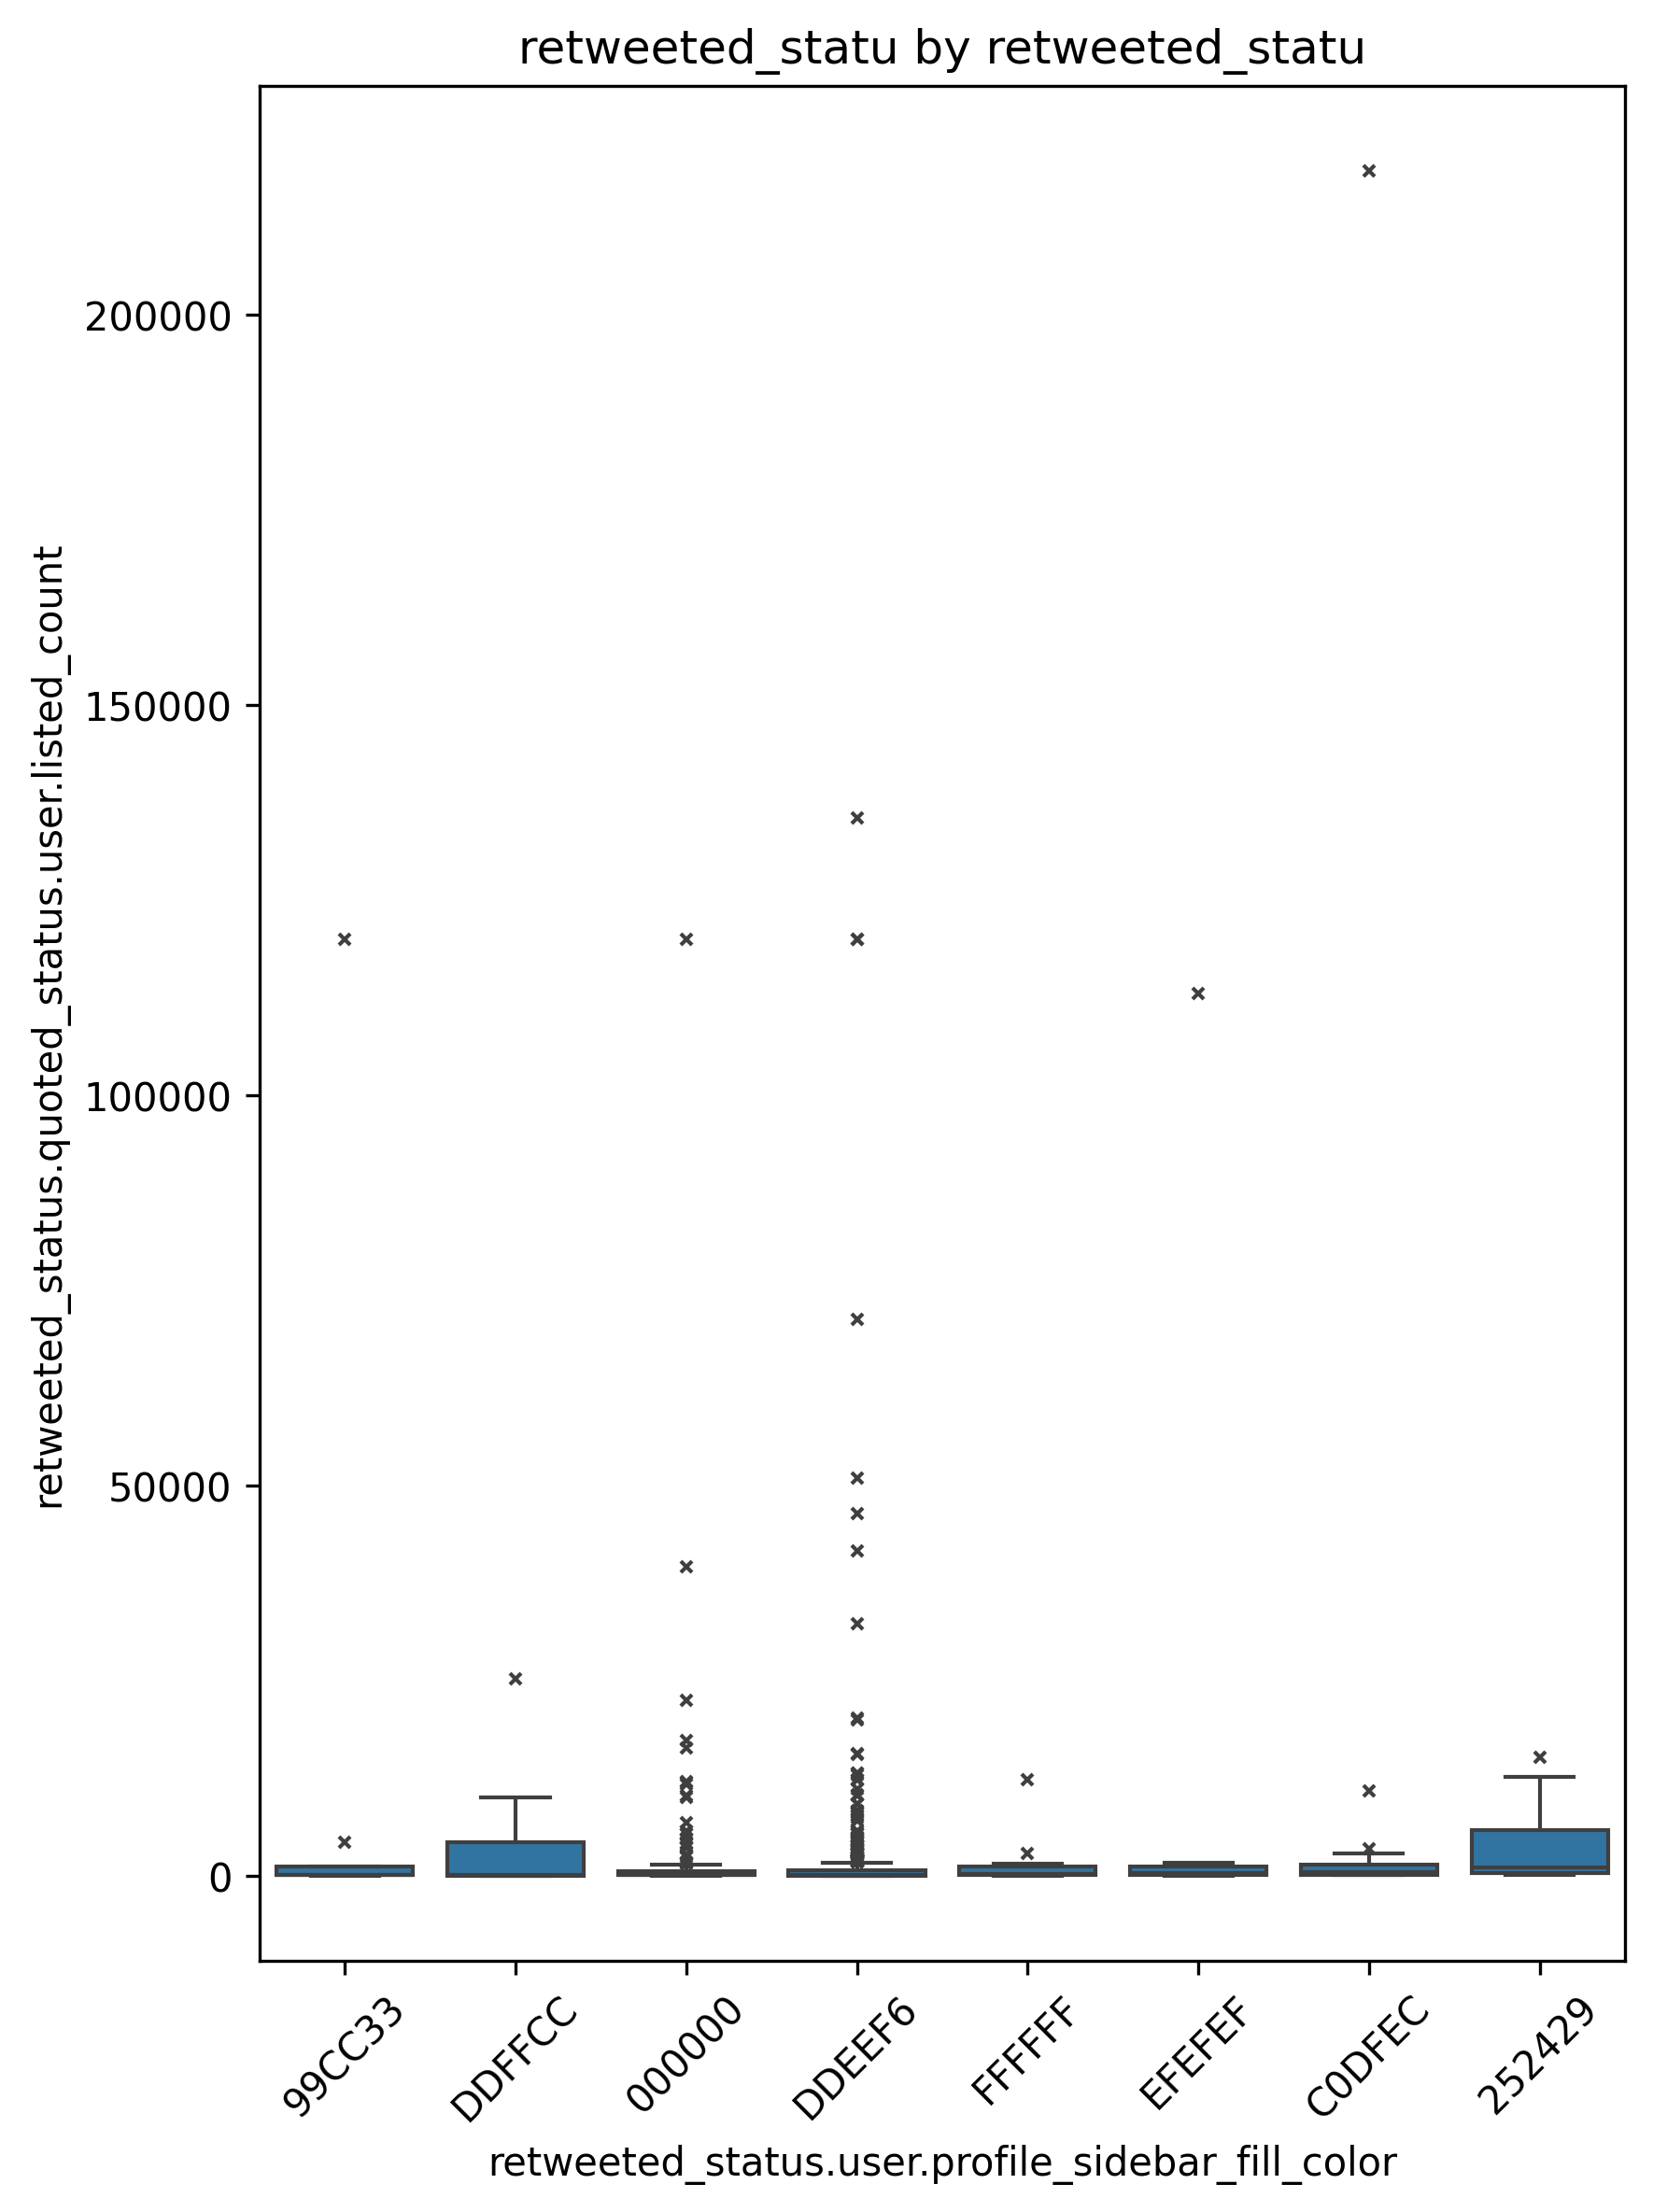 retweeted_statu by retweeted_statu
retweeted_status.quoted_status.user.listed_count
200000
150000
100000
50000
0
99CC33
DDFFCC
000000
DDEEF6
FFFFFF
EFEFEF
C0DFEC
252429
retweeted_status.user.profile_sidebar_fill_color